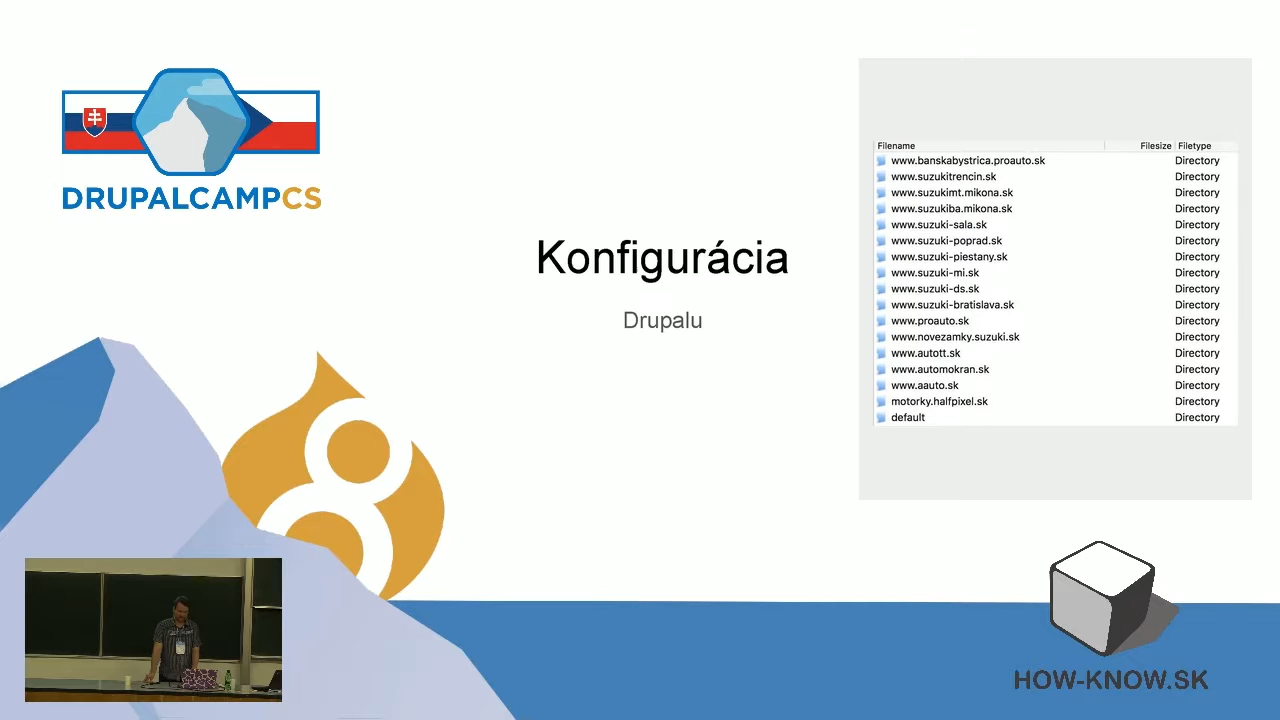 DRUPALCAMPCS
Konfigurácia
Drupalu
Filename Filesize Filetype
www.banskabystrica.proauto.sk Directory
www.suzukitrencin.sk Directory
www.suzukimt.mikona.sk Directory
www.suzukiba.mikona.sk Directory
www.suzuki-sala.sk Directory
www.suzuki-poprad.sk Directory
www.suzuki-piestany.sk Directory
www.suzuki-mi.sk Directory
www.suzuki-ds.sk Directory
www.suzuki-bratislava.sk Directory
www.proauto.sk Directory
www.novezamky.suzuki.sk Directory
www.autott.sk Directory
www.automokran.sk Directory
www.aauto.sk Directory
motorky.halfpixel.sk Directory
default Directory
8
HOW-KNOW.SK